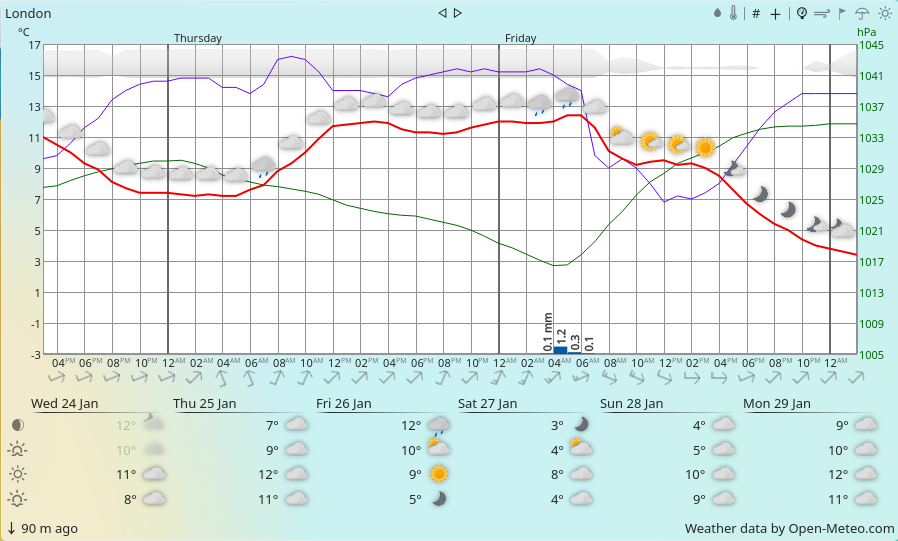 London
°C hPa
Thursday Friday
17 1045
15 1041
13 1037
11 1033
9 1029
7 1025
5 1021
3 1017
1 1013
-1 1009
-3 1005
0.1 mm 1.2 0.3 0.1
04PM 06PM 08PM 10PM 12AM 02AM 04AM 06AM 08AM 10AM 12PM 02PM 04PM 06PM 08PM 10PM 12AM 02AM 04AM 06AM 08AM 10AM 12PM 02PM 04PM 06PM 08PM 10PM 12AM
Wed 24 Jan Thu 25 Jan Fri 26 Jan Sat 27 Jan Sun 28 Jan Mon 29 Jan
12° 7° 12° 3° 4° 9°
10° 9° 10° 4° 5° 10°
11° 12° 9° 8° 10° 12°
8° 11° 5° 4° 9° 11°
↓ 90 m ago Weather data by Open-Meteo.com